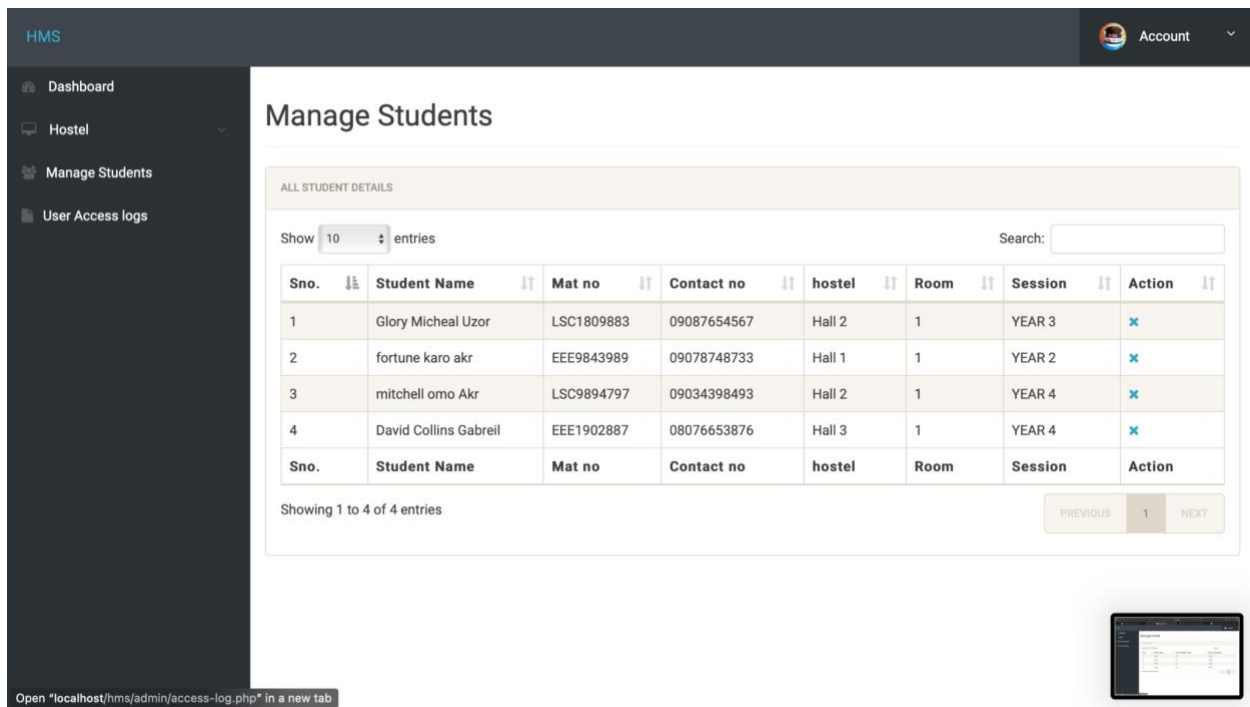 HMS
Account
Dashboard
Hostel
Manage Students
User Access logs
Manage Students
ALL STUDENT DETAILS
Show 10 entries
Search:
Sno. Student Name Mat no Contact no hostel Room Session Action
1 Glory Micheal Uzor LSC1809883 09087654567 Hall 2 1 YEAR 3
2 fortune karo akr EEE9843989 09078748733 Hall 1 1 YEAR 2
3 mitchell omo Akr LSC9894797 09034398493 Hall 2 1 YEAR 4
4 David Collins Gabreil EEE1902887 08076653876 Hall 3 1 YEAR 4
Sno. Student Name Mat no Contact no hostel Room Session Action
Showing 1 to 4 of 4 entries
PREVIOUS 1 NEXT
Open "localhost/hms/admin/access-log.php" in a new tab